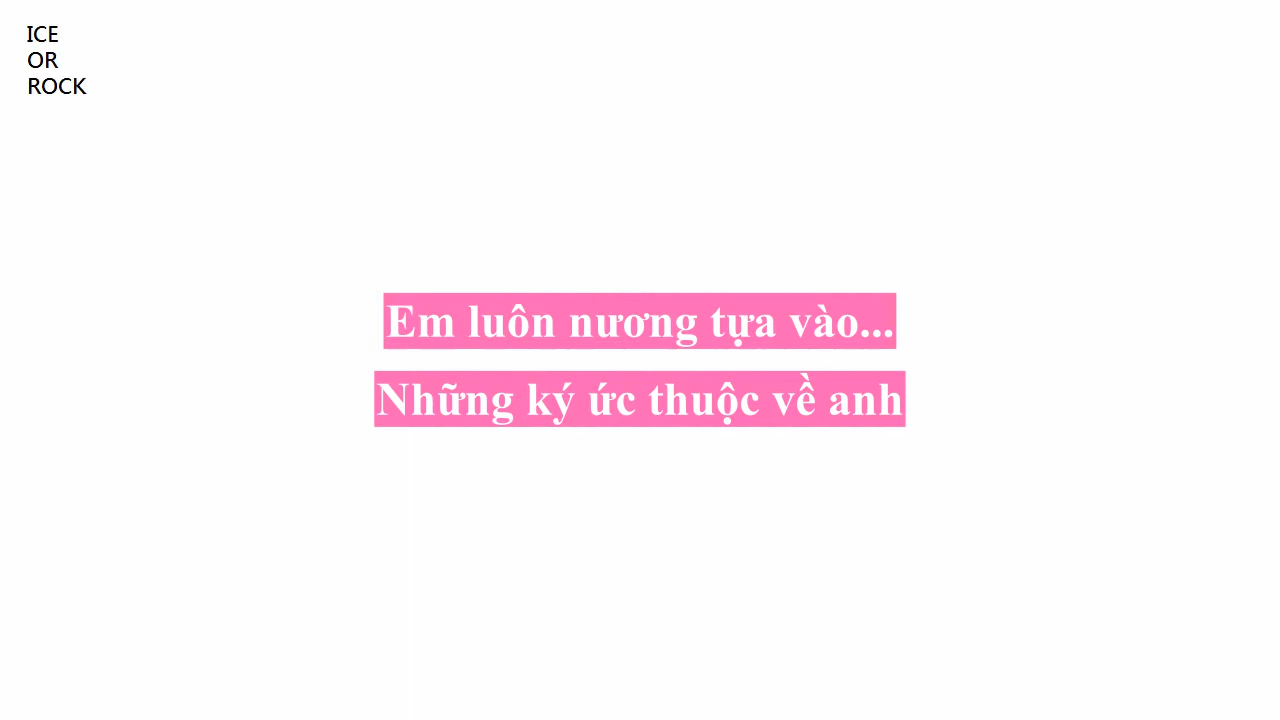 ICE
OR
ROCK
Em luôn nương tựa vào...
Những ký ức thuộc về anh